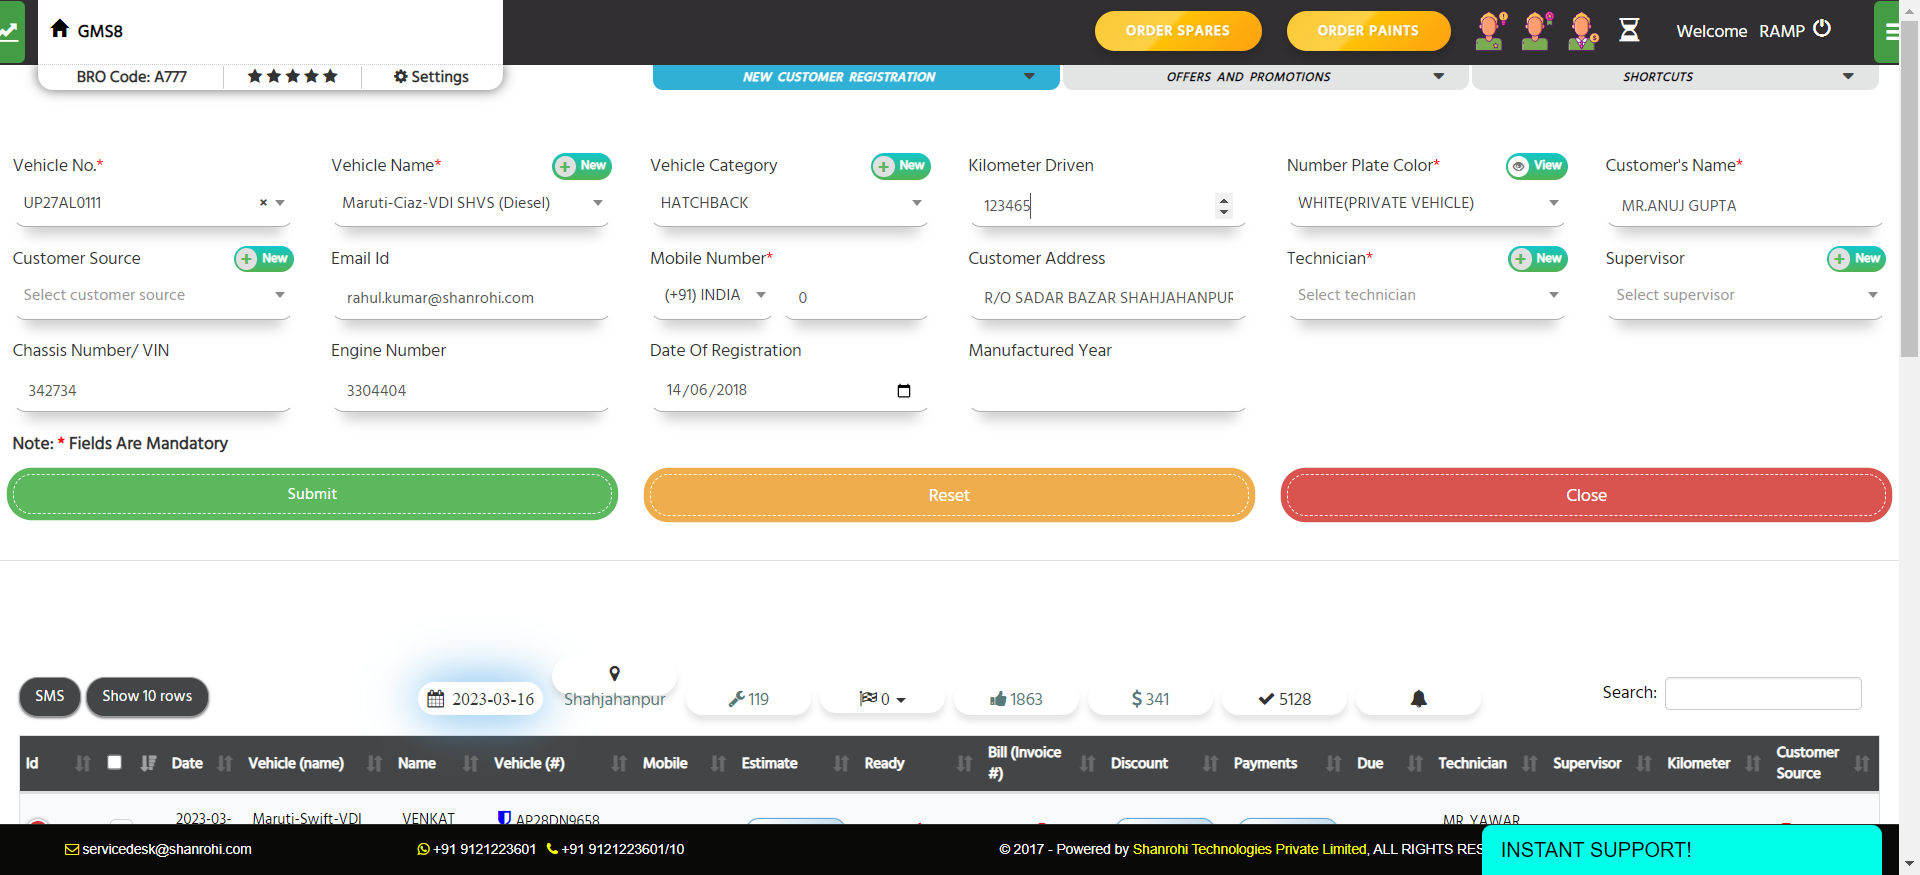 GMS8
ORDER SPARES
ORDER PAINTS
Welcome RAMP
BRO Code: A777
Settings
NEW CUSTOMER REGISTRATION
OFFERS AND PROMOTIONS
SHORTCUTS
Vehicle No.*
Vehicle Name*
New
Vehicle Category
New
Kilometer Driven
Number Plate Color*
View
Customer's Name*
UP27AL0111
×
Maruti-Ciaz-VDI SHVS (Diesel)
HATCHBACK
123465
WHITE(PRIVATE VEHICLE)
MR.ANUJ GUPTA
Customer Source
New
Email Id
Mobile Number*
Customer Address
Technician*
New
Supervisor
New
Select customer source
rahul.kumar@shanrohi.com
(+91) INDIA
0
R/O SADAR BAZAR SHAHJAHANPUR
Select technician
Select supervisor
Chassis Number/ VIN
Engine Number
Date Of Registration
Manufactured Year
342734
3304404
14/06/2018
Note: * Fields Are Mandatory
Submit
Reset
Close
SMS
Show 10 rows
2023-03-16
Shahjahanpur
119
0
1863
$ 341
5128
Search:
Id
Date
Vehicle (name)
Name
Vehicle (#)
Mobile
Estimate
Ready
Bill (Invoice
#)
Discount
Payments
Due
Technician
Supervisor
Kilometer
Customer
Source
2023-03-
Maruti-Swift-VDI
VENKAT
AP28DN9658
MR. YAWAR
servicedesk@shanrohi.com
+91 9121223601
+91 9121223601/10
© 2017 - Powered by Shanrohi Technologies Private Limited, ALL RIGHTS RES
INSTANT SUPPORT!